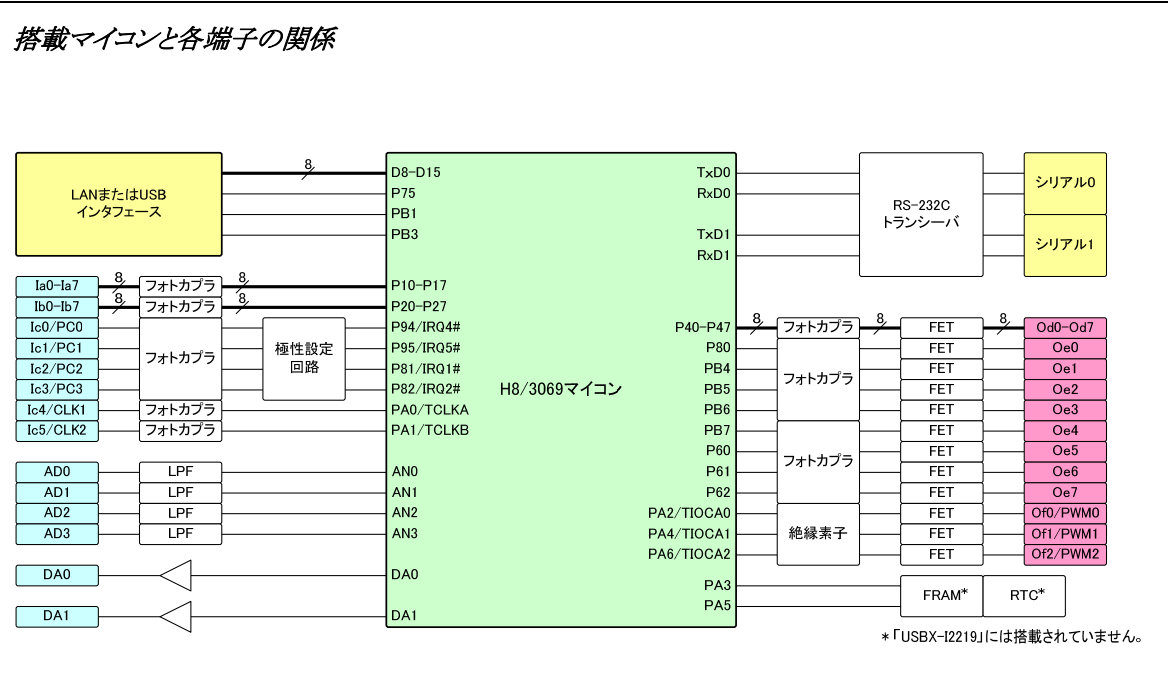 搭載マイコンと各端子の関係
LANまたはUSB
インタフェース
8
D8-D15
P75
PB1
PB3
TxD0
RxD0
TxD1
RxD1
RS-232C
トランシーバ
シリアル0
シリアル1
Ia0-Ia7
8
フォトカプラ
8
P10-P17
Ib0-Ib7
8
フォトカプラ
8
P20-P27
Ic0/PC0
Ic1/PC1
Ic2/PC2
Ic3/PC3
フォトカプラ
極性設定
回路
P94/IRQ4#
P95/IRQ5#
P81/IRQ1#
P82/IRQ2#
Ic4/CLK1
フォトカプラ
PA0/TCLKA
Ic5/CLK2
フォトカプラ
PA1/TCLKB
H8/3069マイコン
AD0
LPF
AN0
AD1
LPF
AN1
AD2
LPF
AN2
AD3
LPF
AN3
DA0
DA0
DA1
DA1
P40-P47
8
フォトカプラ
8
FET
8
Od0-Od7
P80
PB4
PB5
PB6
フォトカプラ
FET
Oe0
FET
Oe1
FET
Oe2
FET
Oe3
PB7
P60
P61
P62
フォトカプラ
FET
Oe4
FET
Oe5
FET
Oe6
FET
Oe7
PA2/TIOCA0
PA4/TIOCA1
PA6/TIOCA2
絶縁素子
FET
Of0/PWM0
FET
Of1/PWM1
FET
Of2/PWM2
PA3
PA5
FRAM*
RTC*
*「USBX-I2219」には搭載されていません。